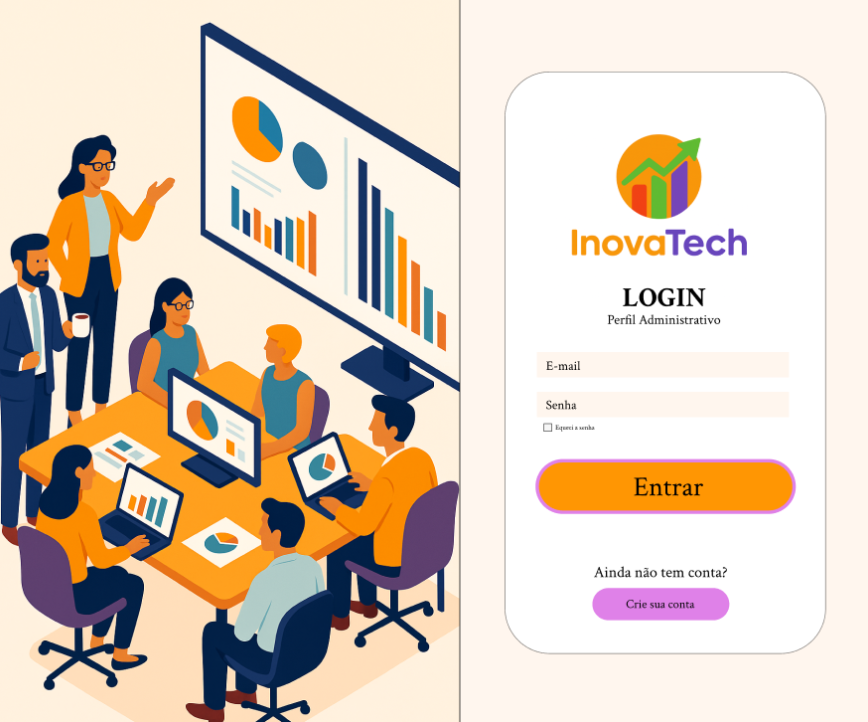 InovaTech
LOGIN
Perfil Administrativo
E-mail
Senha
Esqueci a senha
Entrar
Ainda não tem conta?
Crie sua conta